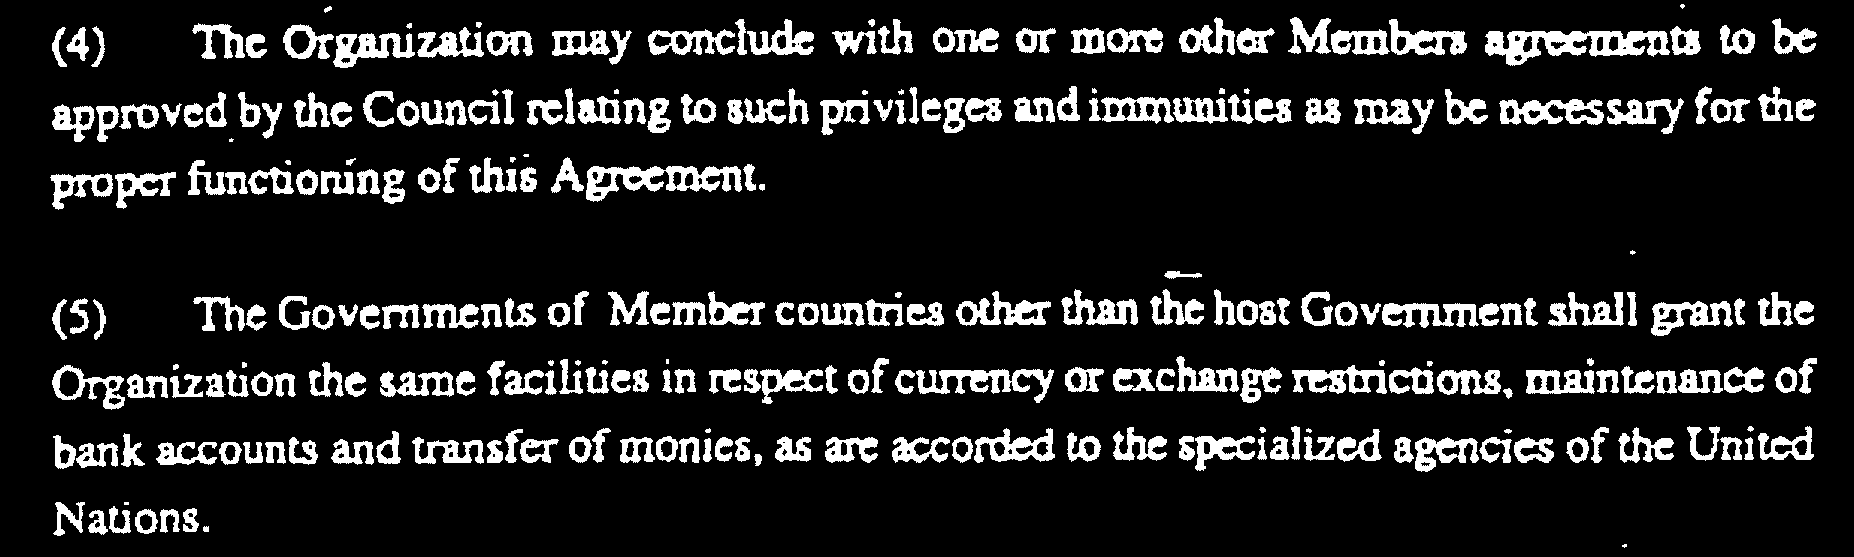 (4) The Organization may conclude with one or more other Members agreements to be
approved by the Council relating to such privileges and immunities as may be necessary for the
proper functioning of this Agreement.
(5) The Governments of Member countries other than the host Government shall grant the
Organization the same facilities in respect of currency or exchange restrictions, maintenance of
bank accounts and transfer of monies, as are accorded to the specialized agencies of the United
Nations.